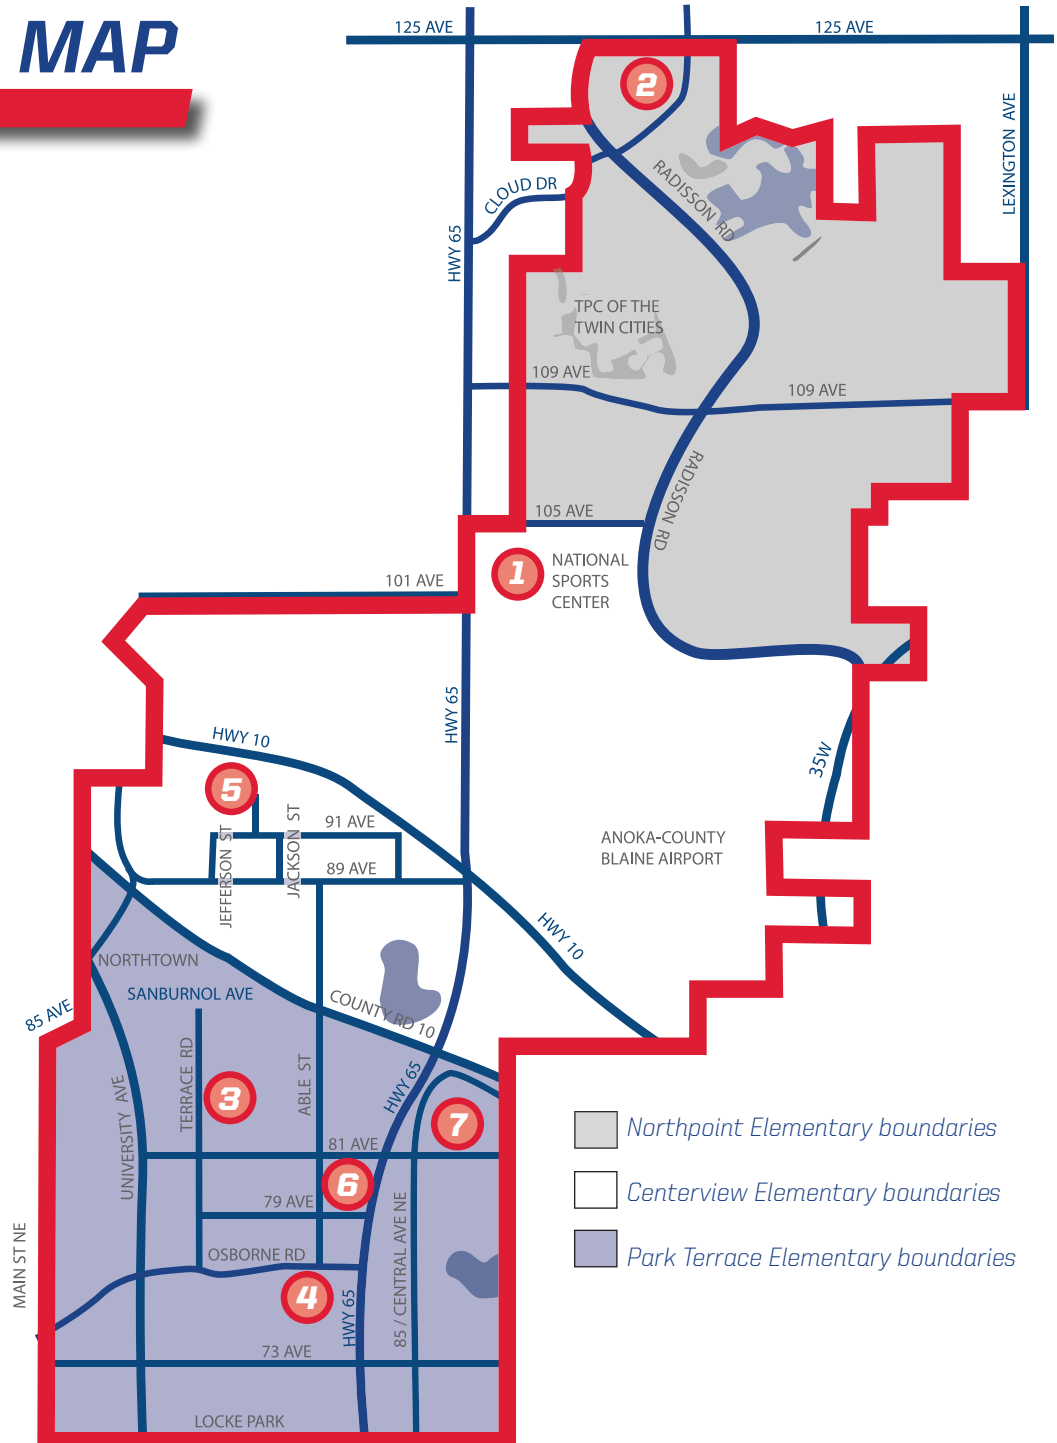 MAP
125 AVE
125 AVE
2
LEXINGTON AVE
RADISSON RD
CLOUD DR
HWY 65
TPC OF THE
TWIN CITIES
109 AVE
109 AVE
RADISSON RD
105 AVE
1
NATIONAL
SPORTS
CENTER
101 AVE
HWY 65
HWY 10
35W
5
JEFFERSON ST
JACKSON ST
91 AVE
ANOKA-COUNTY
BLAINE AIRPORT
89 AVE
HWY 10
NORTHTOWN
SANBURNOL AVE
85 AVE
COUNTY RD 10
UNIVERSITY AVE
TERRACE RD
ABLE ST
HWY 65
3
7
Northpoint Elementary boundaries
81 AVE
6
Centerview Elementary boundaries
79 AVE
MAIN ST NE
OSBORNE RD
Park Terrace Elementary boundaries
4
HWY 65
85 / CENTRAL AVE NE
73 AVE
LOCKE PARK